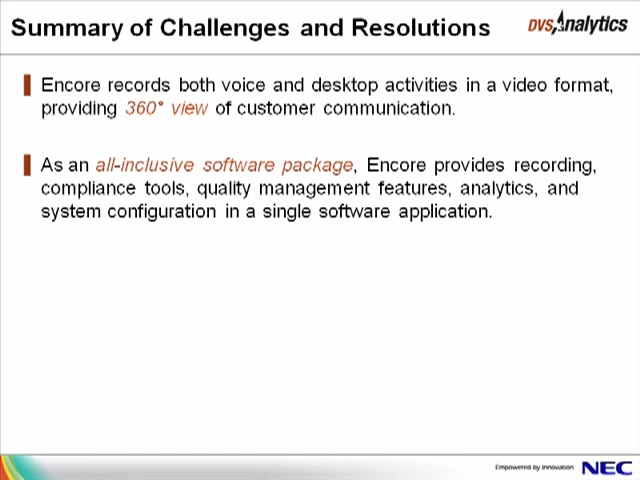 Summary of Challenges and Resolutions
DVSAnalytics
Encore records both voice and desktop activities in a video format,
providing 360° view of customer communication.
As an all-inclusive software package, Encore provides recording,
compliance tools, quality management features, analytics, and
system configuration in a single software application.
Empowered by Innovation
NEC